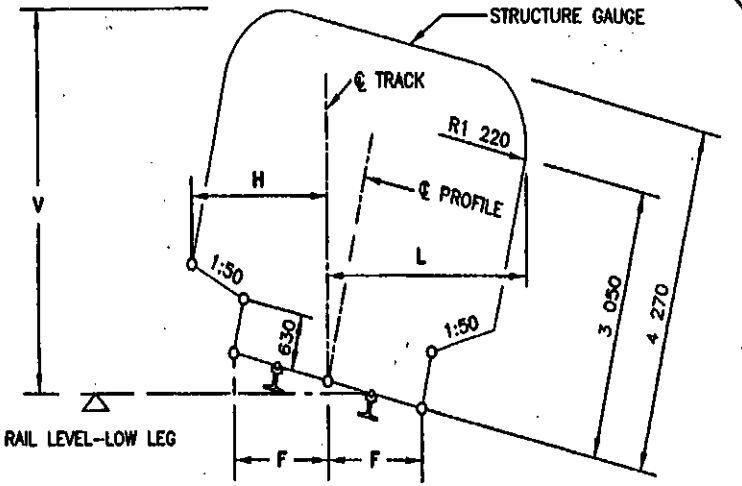 STRUCTURE GAUGE
℄ TRACK
R1 220
H
℄ PROFILE
V
L
1:50
3 050
4 270
630
1:50
RAIL LEVEL-LOW LEG
F
F